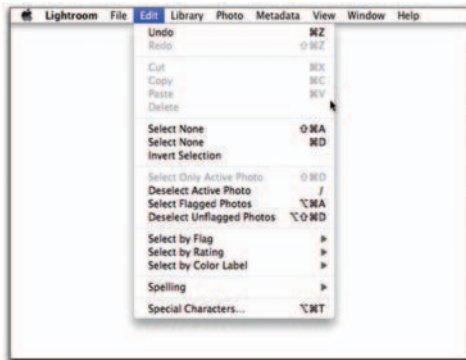 Lightroom File Edit Library Photo Metadata View Window Help
Undo ⌘Z
Redo ⇧⌘Z
Cut ⌘X
Copy ⌘C
Paste ⌘V
Delete
Select None ⇧⌘A
Select None ⌘D
Invert Selection
Select Only Active Photo ⇧⌘D
Deselect Active Photo /
Select Flagged Photos ⌥⌘A
Deselect Unflagged Photos ⌥⇧⌘D
Select by Flag
Select by Rating
Select by Color Label
Spelling
Special Characters... ⌥⌘T